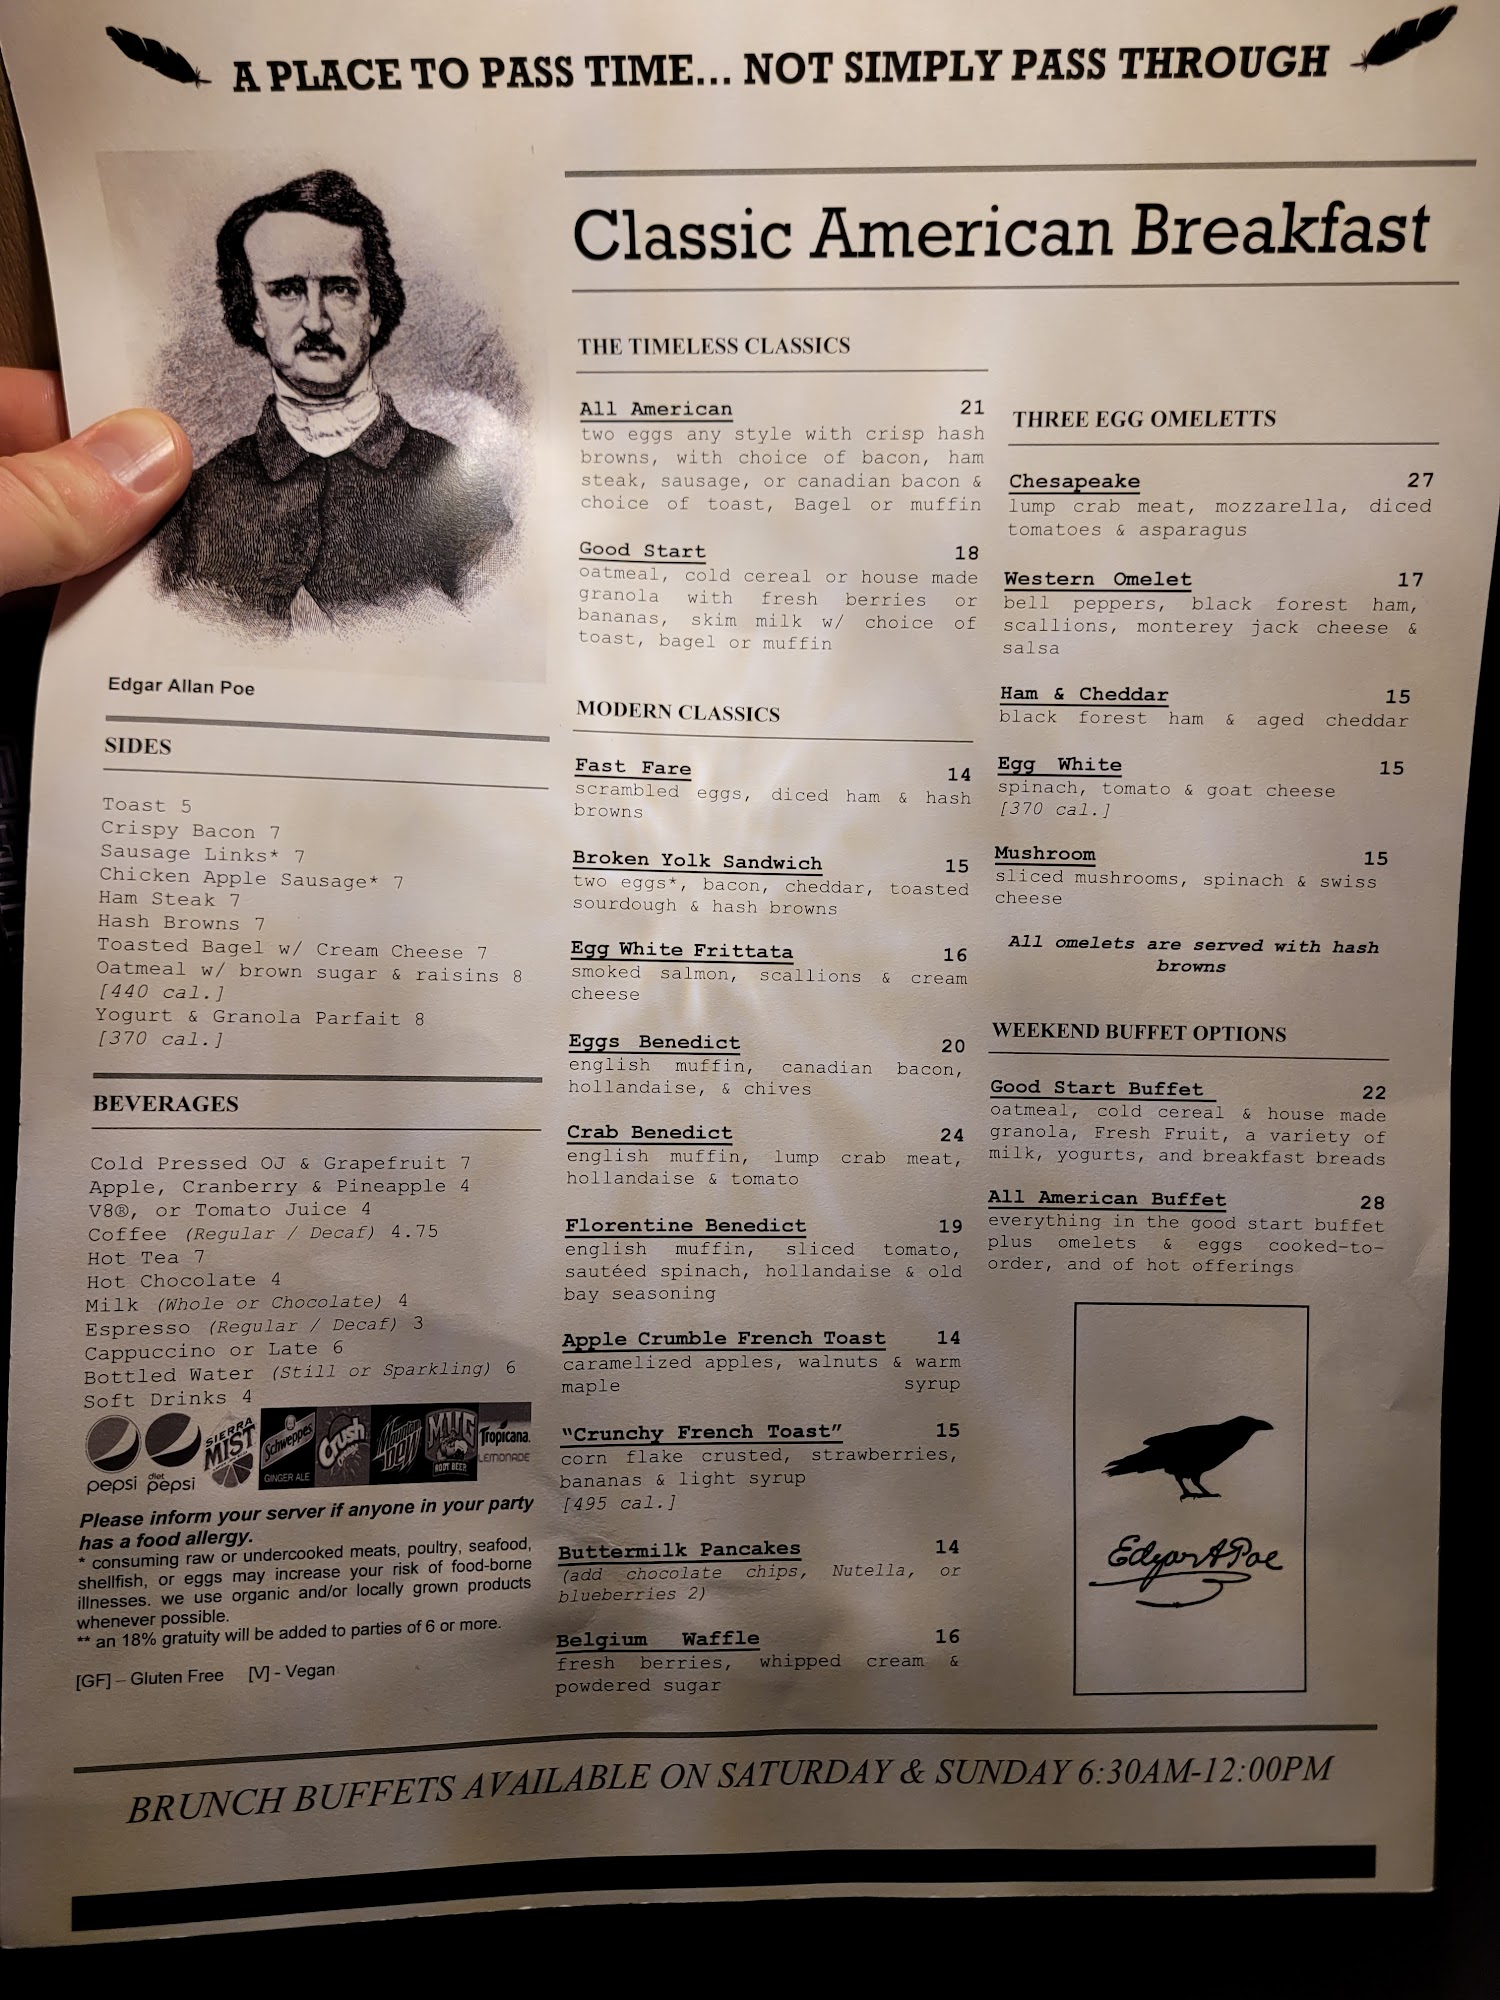 A PLACE TO PASS TIME... NOT SIMPLY PASS THROUGH
Classic American Breakfast
Edgar Allan Poe
SIDES
Toast 5
Crispy Bacon 7
Sausage Links* 7
Chicken Apple Sausage* 7
Ham Steak 7
Hash Browns 7
Toasted Bagel w/ Cream Cheese 7
Oatmeal w/ brown sugar & raisins 8
[440 cal.]
Yogurt & Granola Parfait 8
[370 cal.]
BEVERAGES
Cold Pressed OJ & Grapefruit 7
Apple, Cranberry & Pineapple 4
V8®, or Tomato Juice 4
Coffee (Regular / Decaf) 4.75
Hot Tea 7
Hot Chocolate 4
Milk (Whole or Chocolate) 4
Espresso (Regular / Decaf) 3
Cappuccino or Late 6
Bottled Water (Still or Sparkling) 6
Soft Drinks 4
pepsi
diet pepsi
SIERRA MIST
Schweppes GINGER ALE
Crush
Mountain Dew
MUG ROOT BEER
Tropicana LEMONADE
Please inform your server if anyone in your party
has a food allergy.
* consuming raw or undercooked meats, poultry, seafood,
shellfish, or eggs may increase your risk of food-borne
illnesses. we use organic and/or locally grown products
whenever possible.
** an 18% gratuity will be added to parties of 6 or more.
[GF] – Gluten Free [V] - Vegan
THE TIMELESS CLASSICS
All American 21
two eggs any style with crisp hash
browns, with choice of bacon, ham
steak, sausage, or canadian bacon &
choice of toast, Bagel or muffin
Good Start 18
oatmeal, cold cereal or house made
granola with fresh berries or
bananas, skim milk w/ choice of
toast, bagel or muffin
MODERN CLASSICS
Fast Fare 14
scrambled eggs, diced ham & hash
browns
Broken Yolk Sandwich 15
two eggs*, bacon, cheddar, toasted
sourdough & hash browns
Egg White Frittata 16
smoked salmon, scallions & cream
cheese
Eggs Benedict 20
english muffin, canadian bacon,
hollandaise, & chives
Crab Benedict 24
english muffin, lump crab meat,
hollandaise & tomato
Florentine Benedict 19
english muffin, sliced tomato,
sautéed spinach, hollandaise & old
bay seasoning
Apple Crumble French Toast 14
caramelized apples, walnuts & warm
maple syrup
“Crunchy French Toast” 15
corn flake crusted, strawberries,
bananas & light syrup
[495 cal.]
Buttermilk Pancakes 14
(add chocolate chips, Nutella, or
blueberries 2)
Belgium Waffle 16
fresh berries, whipped cream &
powdered sugar
THREE EGG OMELETTS
Chesapeake 27
lump crab meat, mozzarella, diced
tomatoes & asparagus
Western Omelet 17
bell peppers, black forest ham,
scallions, monterey jack cheese &
salsa
Ham & Cheddar 15
black forest ham & aged cheddar
Egg White 15
spinach, tomato & goat cheese
[370 cal.]
Mushroom 15
sliced mushrooms, spinach & swiss
cheese
All omelets are served with hash
browns
WEEKEND BUFFET OPTIONS
Good Start Buffet 22
oatmeal, cold cereal & house made
granola, Fresh Fruit, a variety of
milk, yogurts, and breakfast breads
All American Buffet 28
everything in the good start buffet
plus omelets & eggs cooked-to-
order, and of hot offerings
Edgar A Poe
BRUNCH BUFFETS AVAILABLE ON SATURDAY & SUNDAY 6:30AM-12:00PM